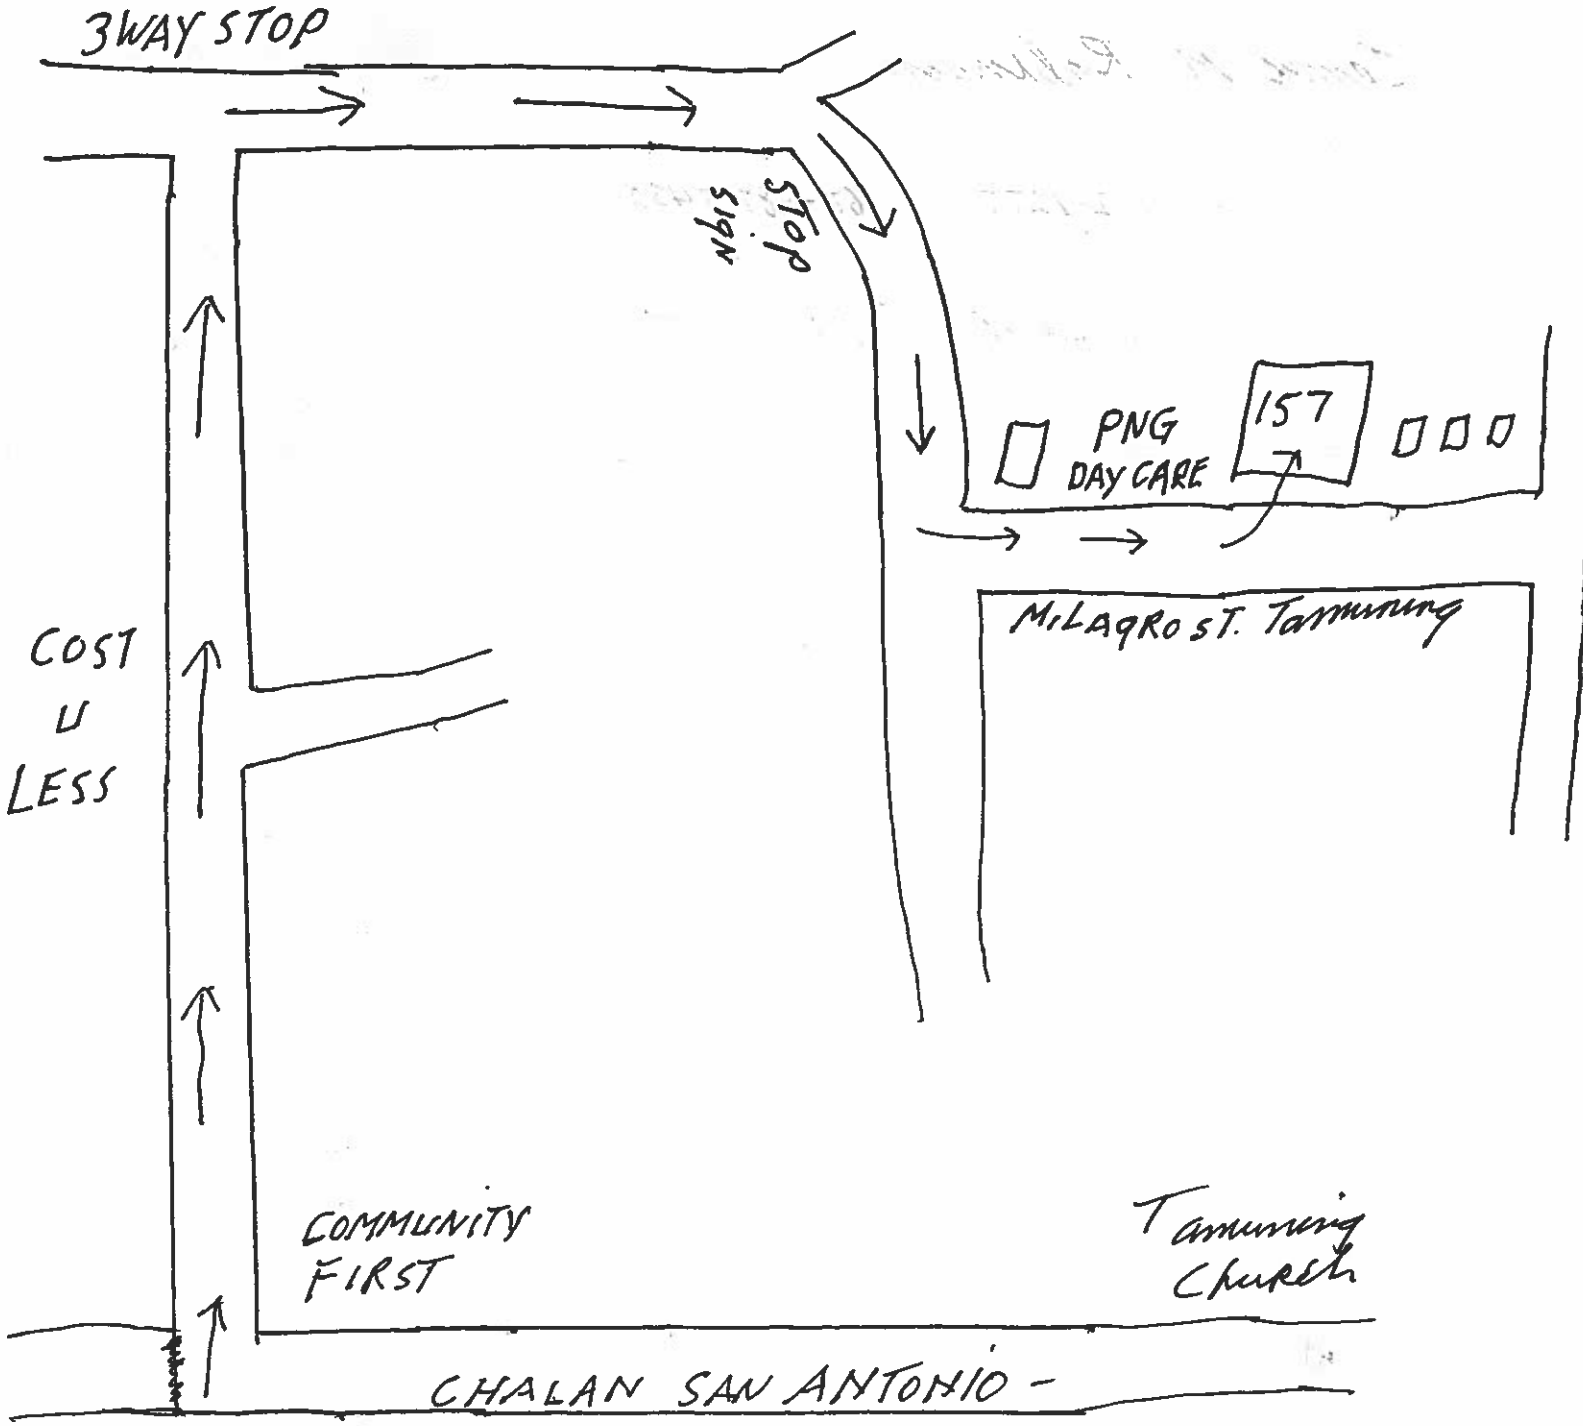 3WAY STOP
STOP
SIGN
157
PNG
DAY CARE
MILAGRO ST. Tamuning
COST
U
LESS
COMMUNITY
FIRST
Tamuning
Church
CHALAN SAN ANTONIO -